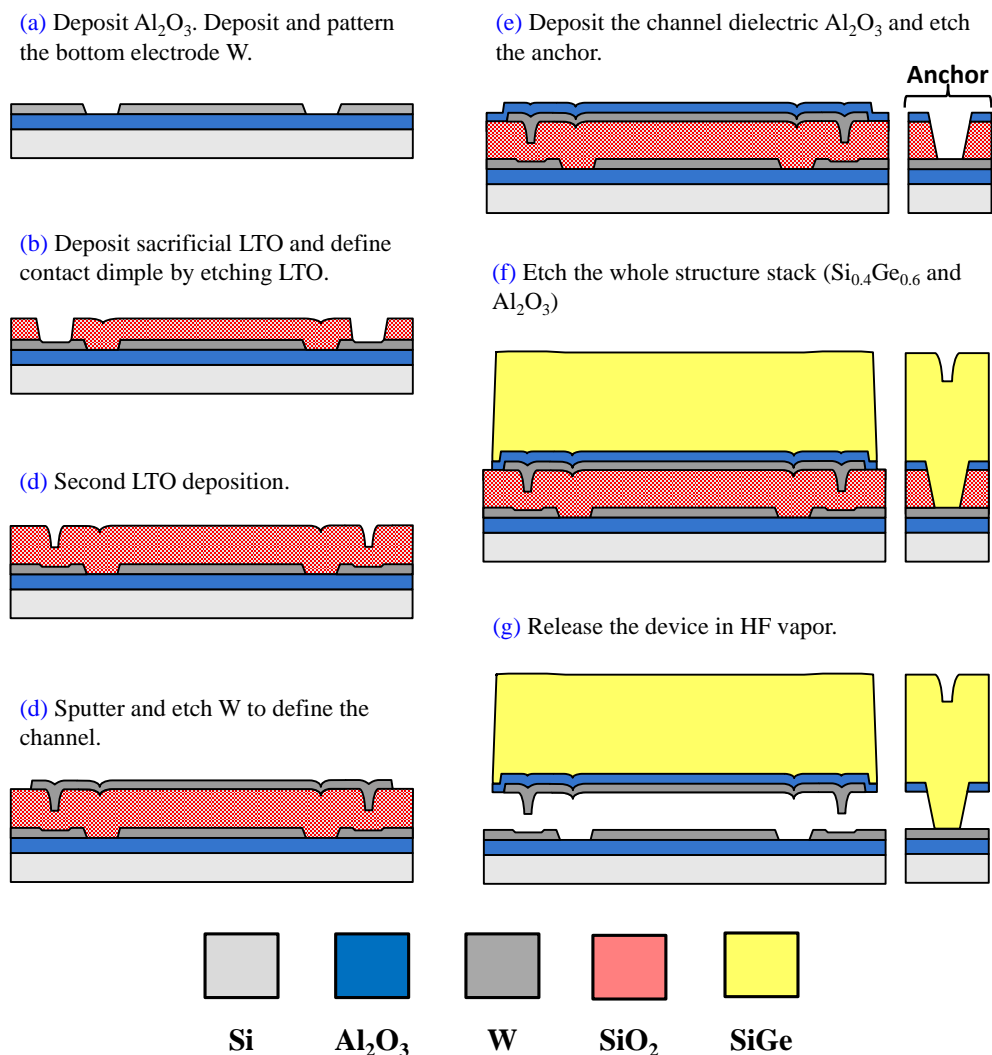 (a) Deposit Al₂O₃. Deposit and pattern
the bottom electrode W.
(b) Deposit sacrificial LTO and define
contact dimple by etching LTO.
(d) Second LTO deposition.
(d) Sputter and etch W to define the
channel.
(e) Deposit the channel dielectric Al₂O₃ and etch
the anchor.
Anchor
(f) Etch the whole structure stack (Si₀.₄Ge₀.₆ and
Al₂O₃)
(g) Release the device in HF vapor.
Si
Al₂O₃
W
SiO₂
SiGe